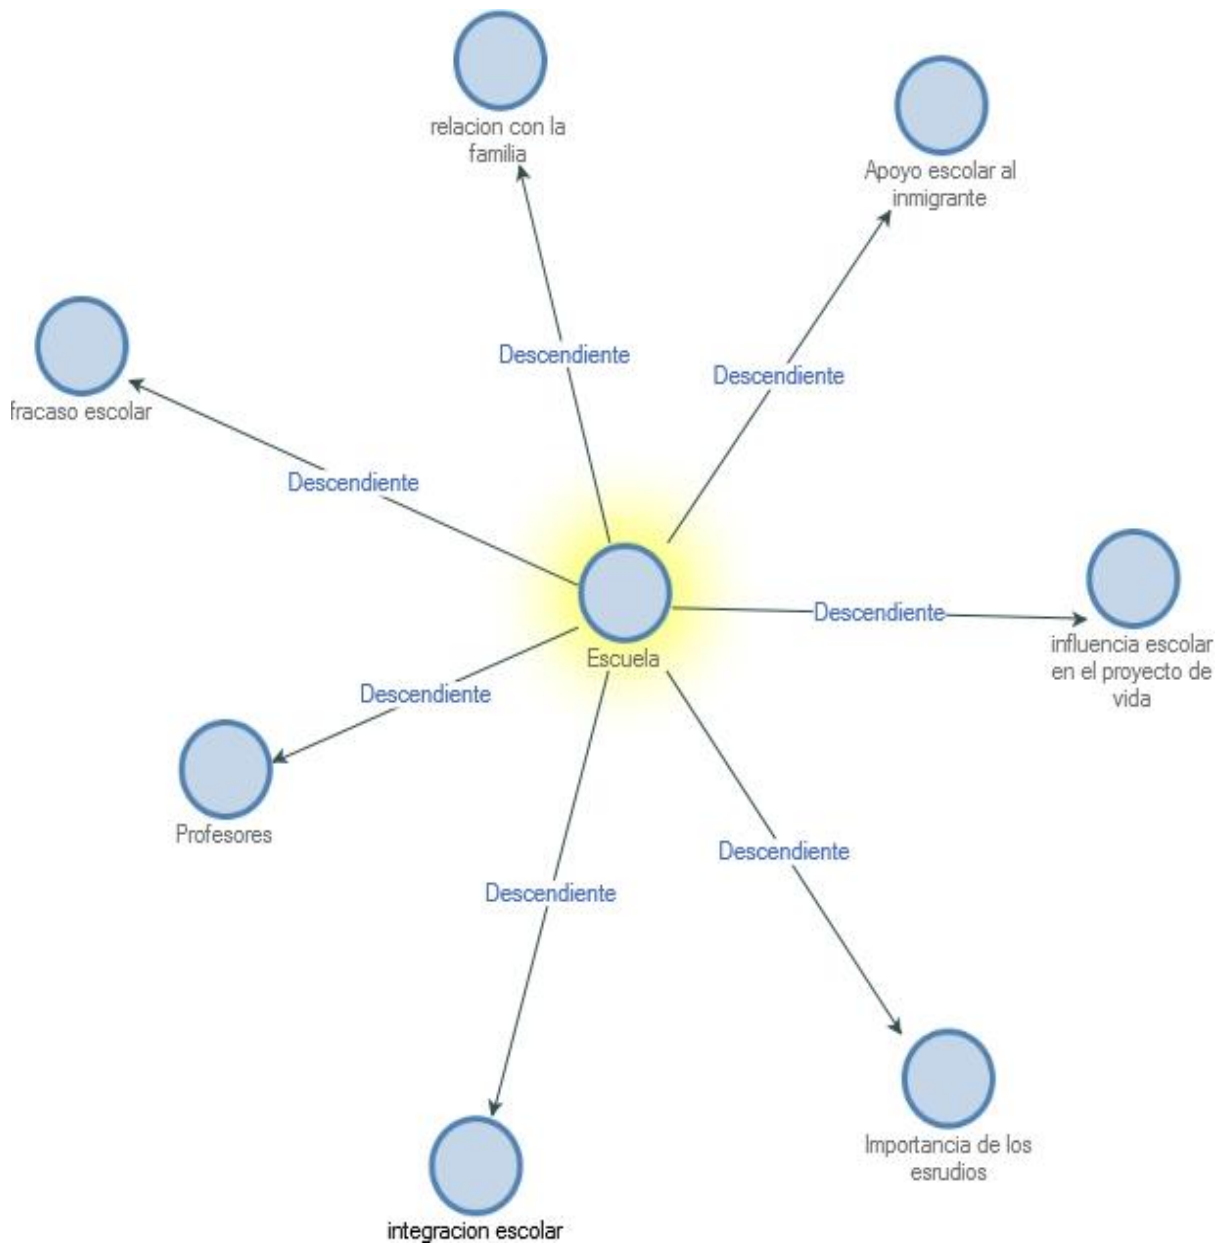 relacion con la
familia
Apoyo escolar al
inmigrante
Descendiente
Descendiente
fracaso escolar
Descendiente
Descendiente
influencia escolar
en el proyecto de
vida
Escuela
Descendiente
Profesores
Descendiente
Descendiente
Importancia de los
esrudios
integracion escolar